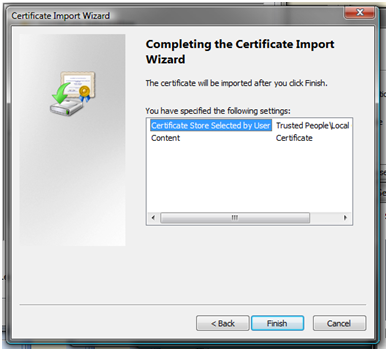 Certificate Import Wizard
Completing the Certificate Import
Wizard
The certificate will be imported after you click Finish.
You have specified the following settings:
Certificate Store Selected by User Trusted People\Local
Content Certificate
< Back Finish Cancel